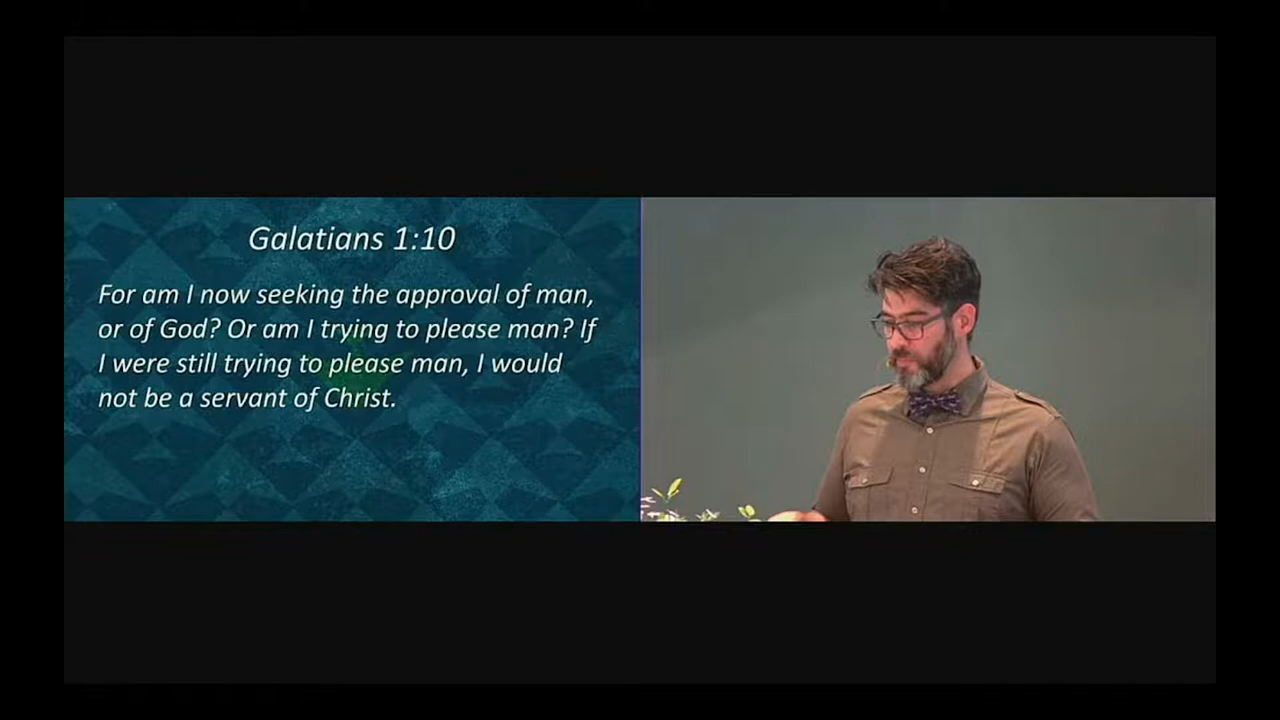 Galatians 1:10
For am I now seeking the approval of man,
or of God? Or am I trying to please man? If
I were still trying to please man, I would
not be a servant of Christ.